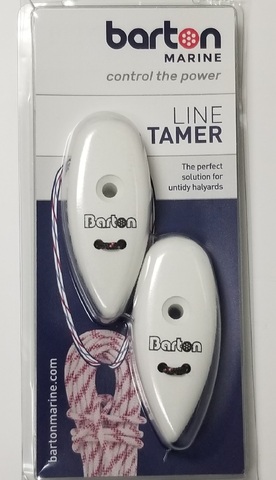 barton
MARINE
control the power
LINE
TAMER
The perfect
solution for
untidy halyards
Barton
Barton
bartonmarine.com